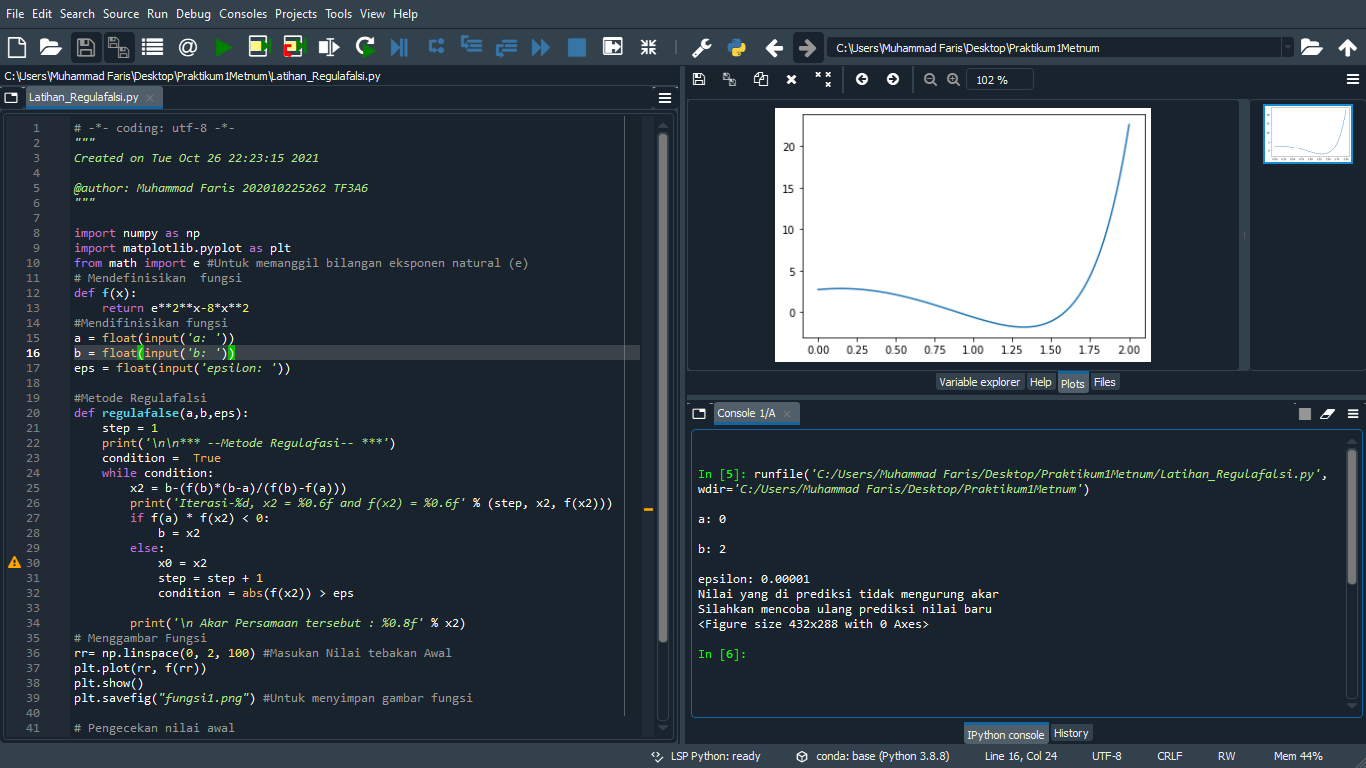 File Edit Search Source Run Debug Consoles Projects Tools View Help
C:\Users\Muhammad Faris\Desktop\Praktikum1Metnum
C:\Users\Muhammad Faris\Desktop\Praktikum1Metnum\Latihan_Regulafalsi.py
Latihan_Regulafalsi.py
1 # -*- coding: utf-8 -*-
2 """
3 Created on Tue Oct 26 22:23:15 2021
4
5 @author: Muhammad Faris 202010225262 TF3A6
6 """
7
8 import numpy as np
9 import matplotlib.pyplot as plt
10 from math import e #Untuk memanggil bilangan eksponen natural (e)
11 # Mendefinisikan  fungsi
12 def f(x):
13     return e**2**x-8*x**2
14 #Mendifinisikan fungsi
15 a = float(input('a: '))
16 b = float(input('b: '))
17 eps = float(input('epsilon: '))
18
19 #Metode Regulafalsi
20 def regulafalse(a,b,eps):
21     step = 1
22     print('\n\n*** --Metode Regulafasi-- ***')
23     condition =  True
24     while condition:
25         x2 = b-(f(b)*(b-a)/(f(b)-f(a)))
26         print('Iterasi-%d, x2 = %0.6f and f(x2) = %0.6f' % (step, x2, f(x2)))
27         if f(a) * f(x2) < 0:
28             b = x2
29         else:
30             x0 = x2
31             step = step + 1
32             condition = abs(f(x2)) > eps
33
34         print('\n Akar Persamaan tersebut : %0.8f' % x2)
35 # Menggambar Fungsi
36 rr= np.linspace(0, 2, 100) #Masukan Nilai tebakan Awal
37 plt.plot(rr, f(rr))
38 plt.show()
39 plt.savefig("fungsi1.png") #Untuk menyimpan gambar fungsi
40
41 # Pengecekan nilai awal
102 %
20
15
10
5
0
0.00 0.25 0.50 0.75 1.00 1.25 1.50 1.75 2.00
Variable explorer Help Plots Files
Console 1/A
In [5]: runfile('C:/Users/Muhammad Faris/Desktop/Praktikum1Metnum/Latihan_Regulafalsi.py',
wdir='C:/Users/Muhammad Faris/Desktop/Praktikum1Metnum')
a: 0
b: 2
epsilon: 0.00001
Nilai yang di prediksi tidak mengurung akar
Silahkan mencoba ulang prediksi nilai baru
<Figure size 432x288 with 0 Axes>
In [6]:
IPython console History
LSP Python: ready conda: base (Python 3.8.8) Line 16, Col 24 UTF-8 CRLF RW Mem 44%